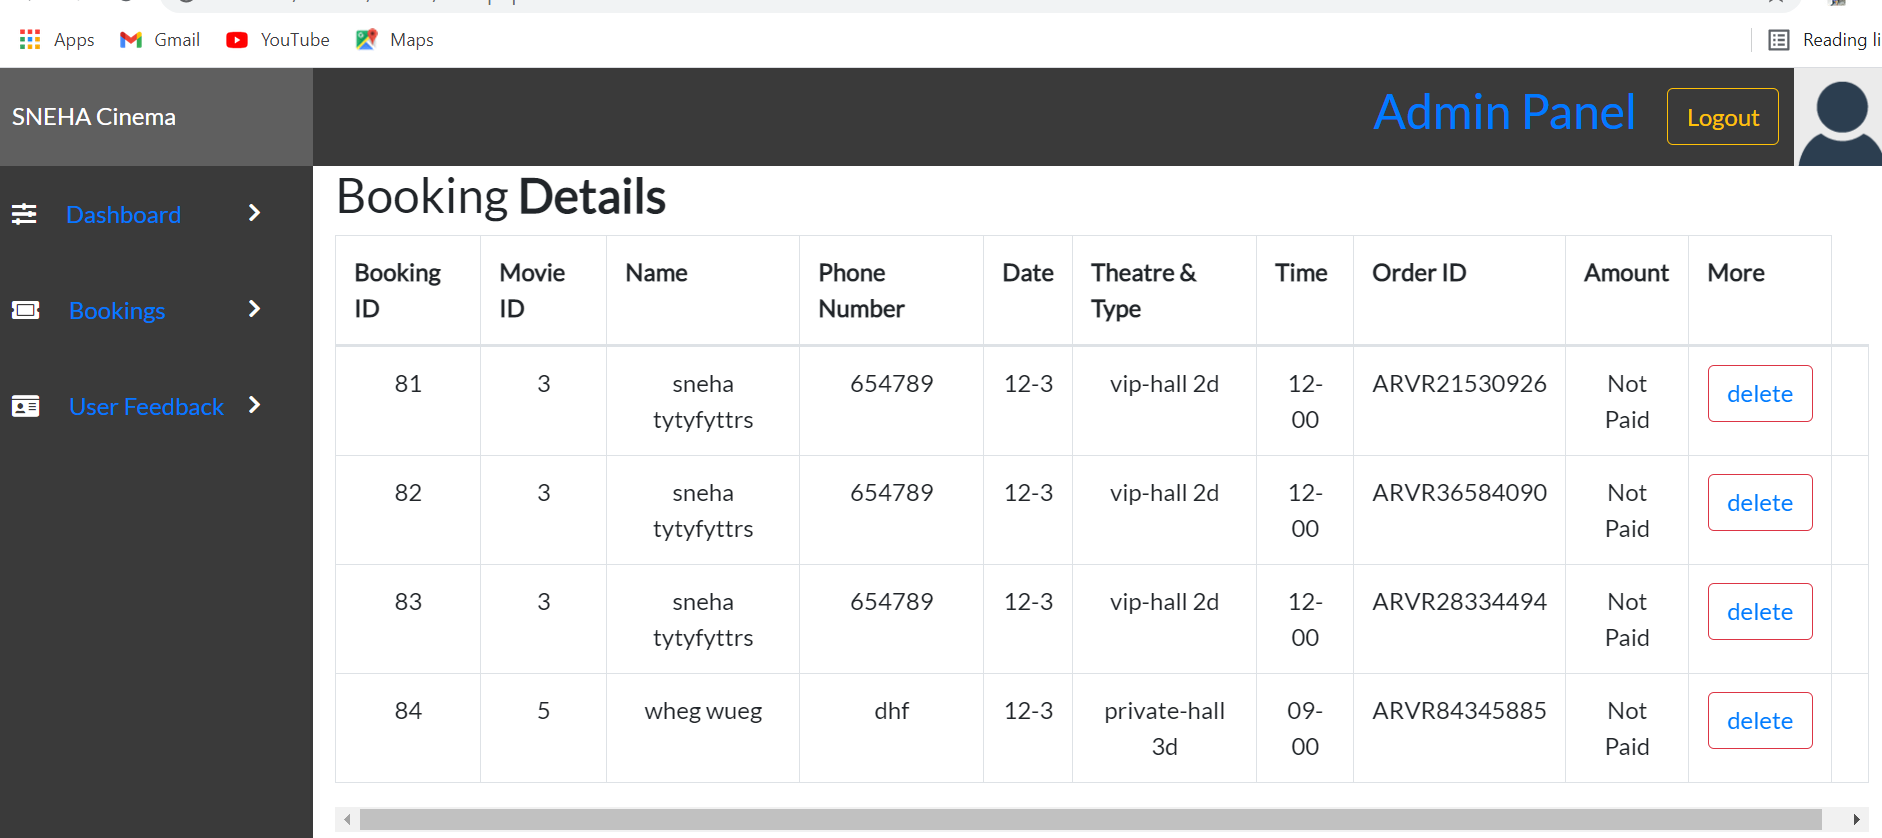 Apps Gmail YouTube Maps Reading li
SNEHA Cinema
Admin Panel Logout
Dashboard
Bookings
User Feedback
Booking Details
Booking ID Movie ID Name Phone Number Date Theatre & Type Time Order ID Amount More
81 3 sneha tytyfyttrs 654789 12-3 vip-hall 2d 12-00 ARVR21530926 Not Paid delete
82 3 sneha tytyfyttrs 654789 12-3 vip-hall 2d 12-00 ARVR36584090 Not Paid delete
83 3 sneha tytyfyttrs 654789 12-3 vip-hall 2d 12-00 ARVR28334494 Not Paid delete
84 5 wheg wueg dhf 12-3 private-hall 3d 09-00 ARVR84345885 Not Paid delete